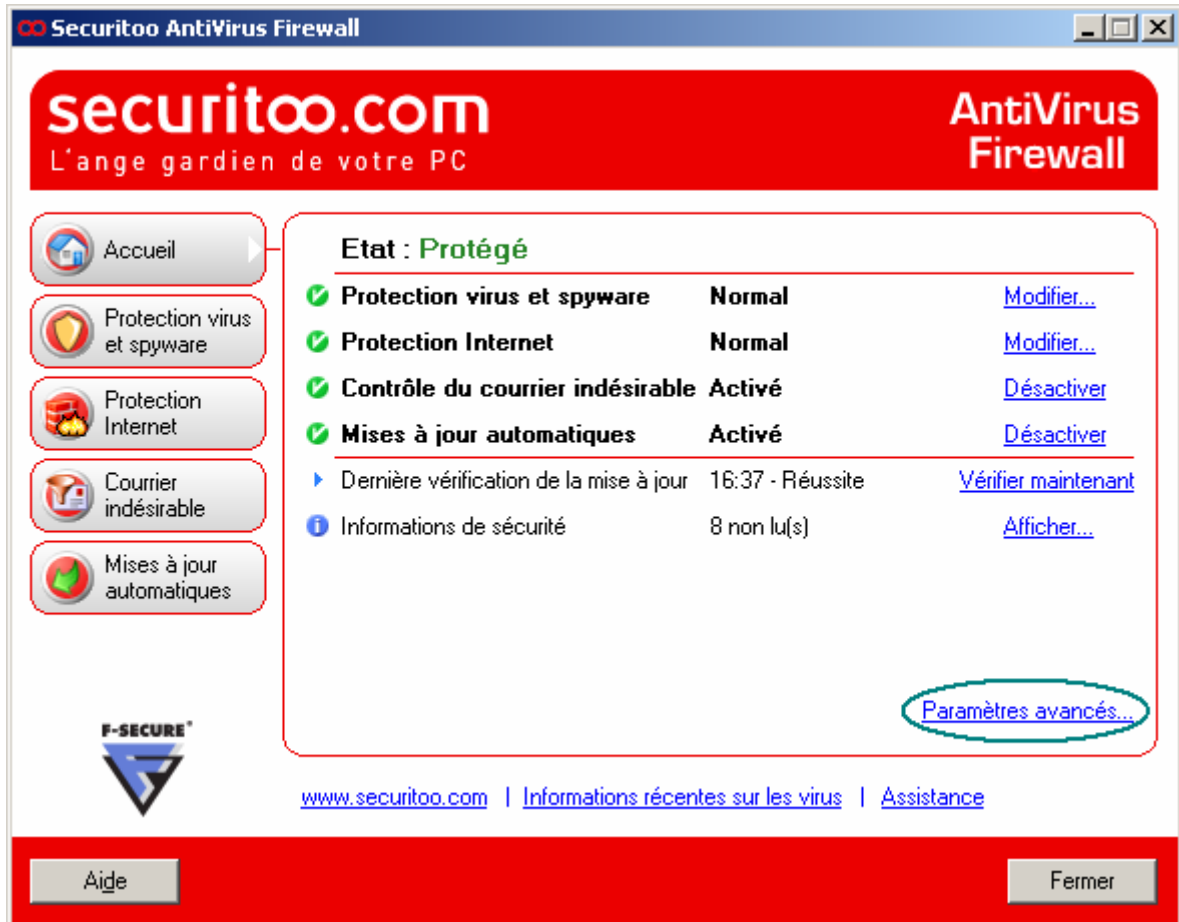 Securitoo AntiVirus Firewall
securitoo.com
L'ange gardien de votre PC
AntiVirus
Firewall
Accueil
Protection virus
et spyware
Protection
Internet
Courrier
indésirable
Mises à jour
automatiques
F-SECURE®
Etat : Protégé
Protection virus et spyware Normal Modifier...
Protection Internet Normal Modifier...
Contrôle du courrier indésirable Activé Désactiver
Mises à jour automatiques Activé Désactiver
Dernière vérification de la mise à jour 16:37 - Réussite Vérifier maintenant
Informations de sécurité 8 non lu(s) Afficher...
Paramètres avancés...
www.securitoo.com | Informations récentes sur les virus | Assistance
Aide
Fermer